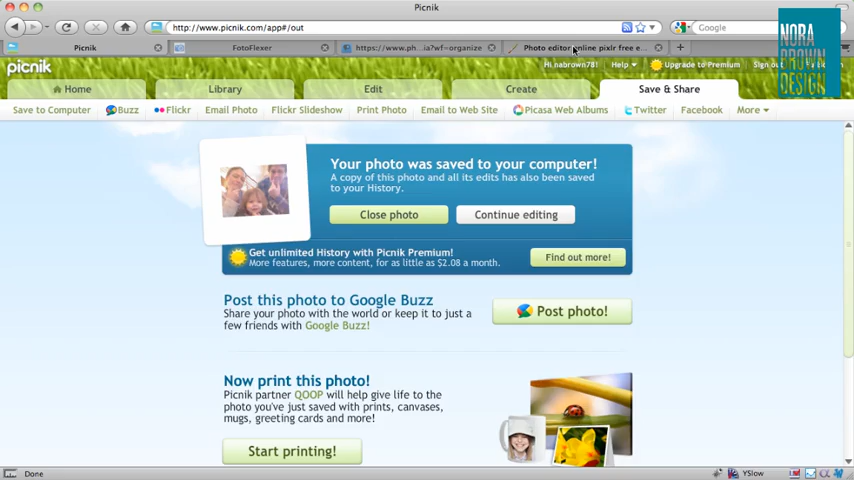 Picnik
http://www.picnik.com/app#/out
Google
Picnik
FotoFlexer
https://www.ph...ia?wf=organize
Photo editor online pixlr free e...
NORA
BROWN
DESIGN
picnik
Hi nabrown78!
Help
Upgrade to Premium
Sign out
Home
Library
Edit
Create
Save & Share
Save to Computer
Buzz
Flickr
Email Photo
Flickr Slideshow
Print Photo
Email to Web Site
Picasa Web Albums
Twitter
Facebook
More
Your photo was saved to your computer!
A copy of this photo and all its edits has also been saved
to your History.
Close photo
Continue editing
Get unlimited History with Picnik Premium!
More features, more content, for as little as $2.08 a month.
Find out more!
Post this photo to Google Buzz
Share your photo with the world or keep it to just a
few friends with Google Buzz!
Post photo!
Now print this photo!
Picnik partner QOOP will help give life to the
photo you've just saved with prints, canvases,
mugs, greeting cards and more!
Start printing!
Done
YSlow